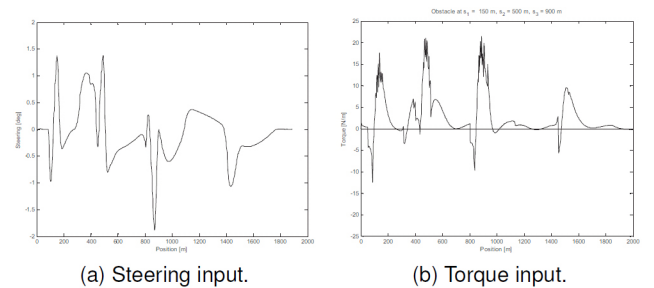 Obstacle at s1 = 150 m, s2 = 500 m, s3 = 900 m
2
1.5
1
0.5
0
-0.5
-1
-1.5
-2
Steering [deg]
0 200 400 600 800 1000 1200 1400 1600 1800 2000
Position [m]
25
20
15
10
5
0
-5
-10
-15
-20
-25
Torque [N/m]
0 200 400 600 800 1000 1200 1400 1600 1800 2000
Position [m]
(a) Steering input.
(b) Torque input.